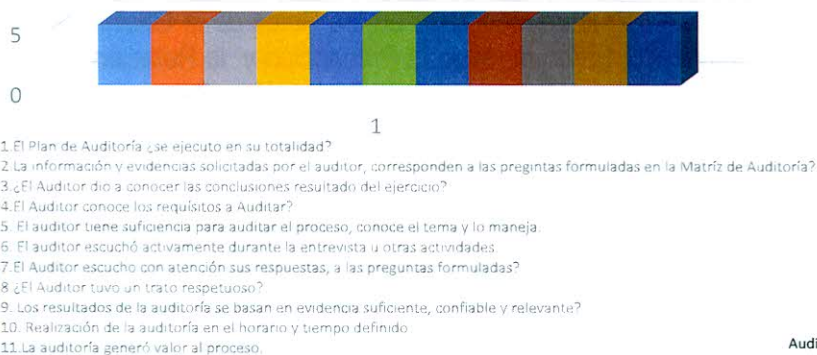 5
0
1
1.El Plan de Auditoría ¿se ejecuto en su totalidad?
2 La información y evidencias solicitadas por el auditor, corresponden a las pregintas formuladas en la Matríz de Auditoría?
3.¿El Auditor dio a conocer las conclusiones resultado del ejercicio?
4.El Auditor conoce los requísitos a Auditar?
5. El auditor tiene suficiencia para auditar el proceso, conoce el tema y lo maneja.
6. El auditor escuchó activamente durante la entrevista u otras actividades.
7.El Auditor escucho con atención sus respuestas, a las preguntas formuladas?
8 ¿El Auditor tuvo un trato respetuoso?
9. Los resultados de la auditoría se basan en evidencia suficiente, confiable y relevante?
10. Realización de la auditoría en el horario y tiempo definido
11.La auditoría generó valor al proceso.
Audi